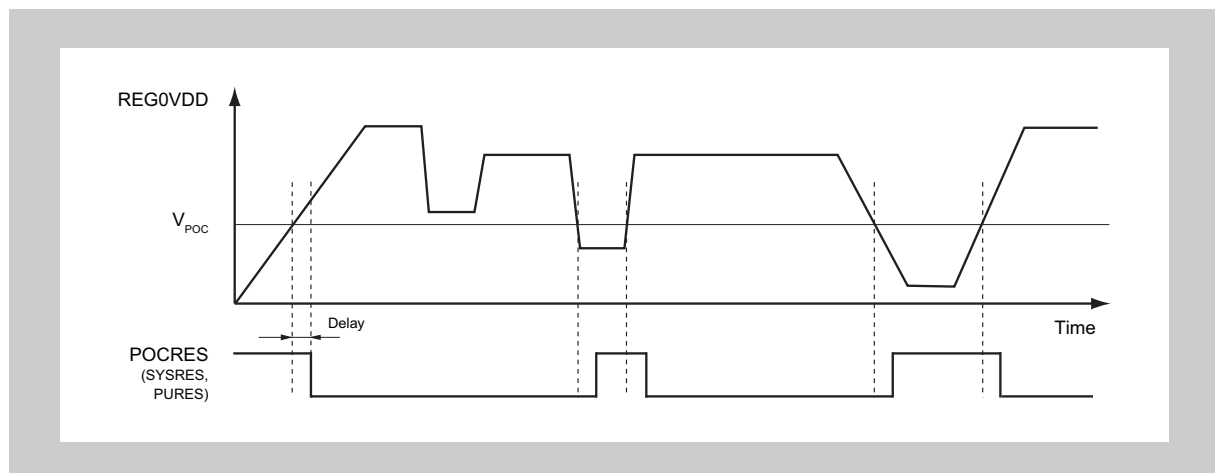 REG0VDD
VPOC
Delay
Time
POCRES
(SYSRES,
PURES)